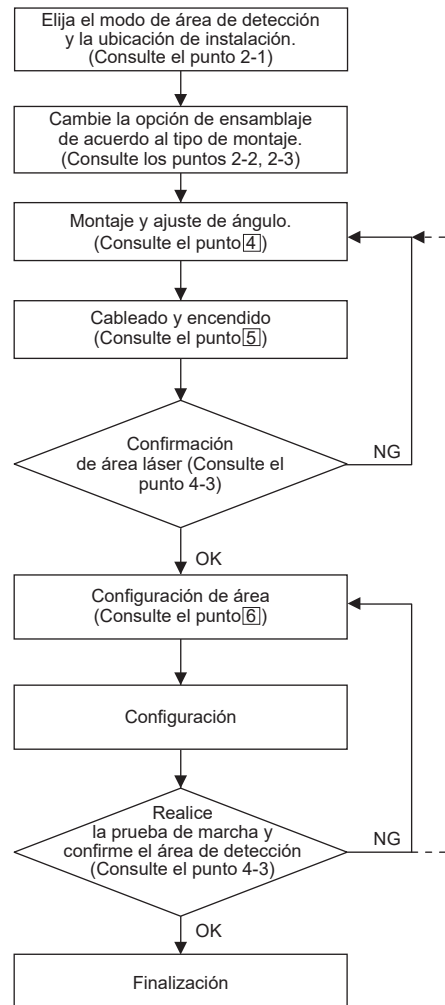 Elija el modo de área de detección
y la ubicación de instalación.
(Consulte el punto 2-1)
Cambie la opción de ensamblaje
de acuerdo al tipo de montaje.
(Consulte los puntos 2-2, 2-3)
Montaje y ajuste de ángulo.
(Consulte el punto 4)
Cableado y encendido
(Consulte el punto 5)
Confirmación
de área láser (Consulte el
punto 4-3)
NG
OK
Configuración de área
(Consulte el punto 6)
Configuración
Realice
la prueba de marcha y
confirme el área de detección
(Consulte el punto 4-3)
NG
OK
Finalización